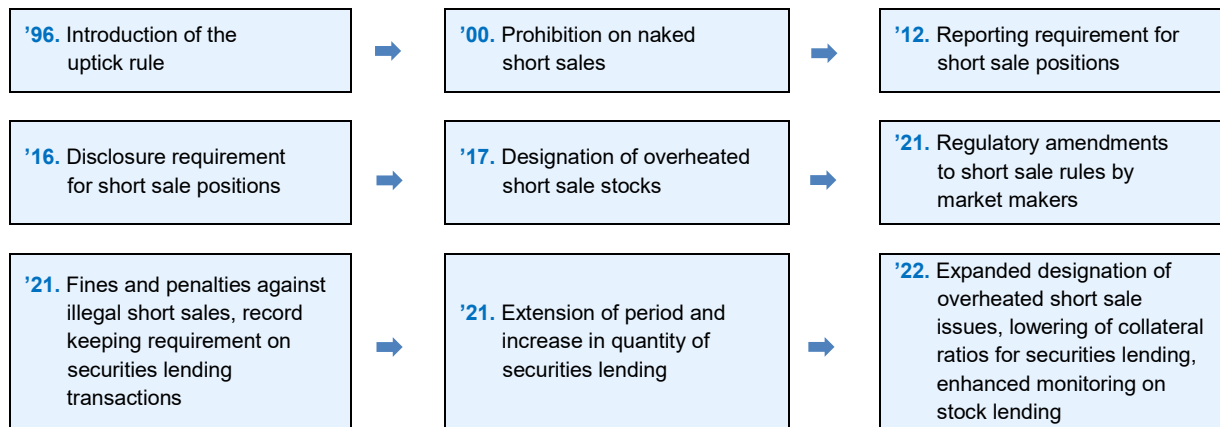 ’96. Introduction of the
uptick rule
’00. Prohibition on naked
short sales
’12. Reporting requirement for
short sale positions
’16. Disclosure requirement
for short sale positions
’17. Designation of overheated
short sale stocks
’21. Regulatory amendments
to short sale rules by
market makers
’21. Fines and penalties against
illegal short sales, record
keeping requirement on
securities lending
transactions
’21. Extension of period and
increase in quantity of
securities lending
’22. Expanded designation of
overheated short sale
issues, lowering of collateral
ratios for securities lending,
enhanced monitoring on
stock lending